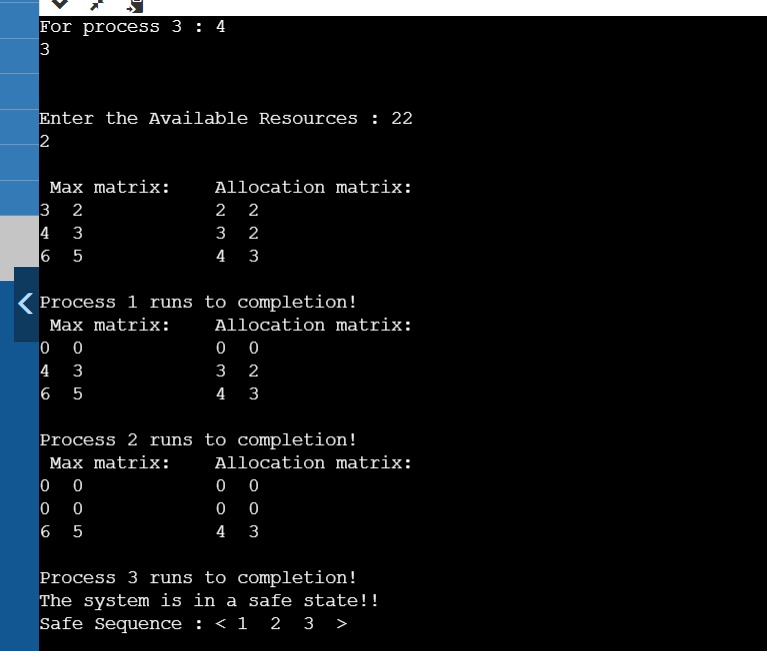 For process 3 : 4
3
Enter the Available Resources : 22
2
Max matrix: Allocation matrix:
3 2 2 2
4 3 3 2
6 5 4 3
Process 1 runs to completion!
Max matrix: Allocation matrix:
0 0 0 0
4 3 3 2
6 5 4 3
Process 2 runs to completion!
Max matrix: Allocation matrix:
0 0 0 0
0 0 0 0
6 5 4 3
Process 3 runs to completion!
The system is in a safe state!!
Safe Sequence : < 1 2 3 >